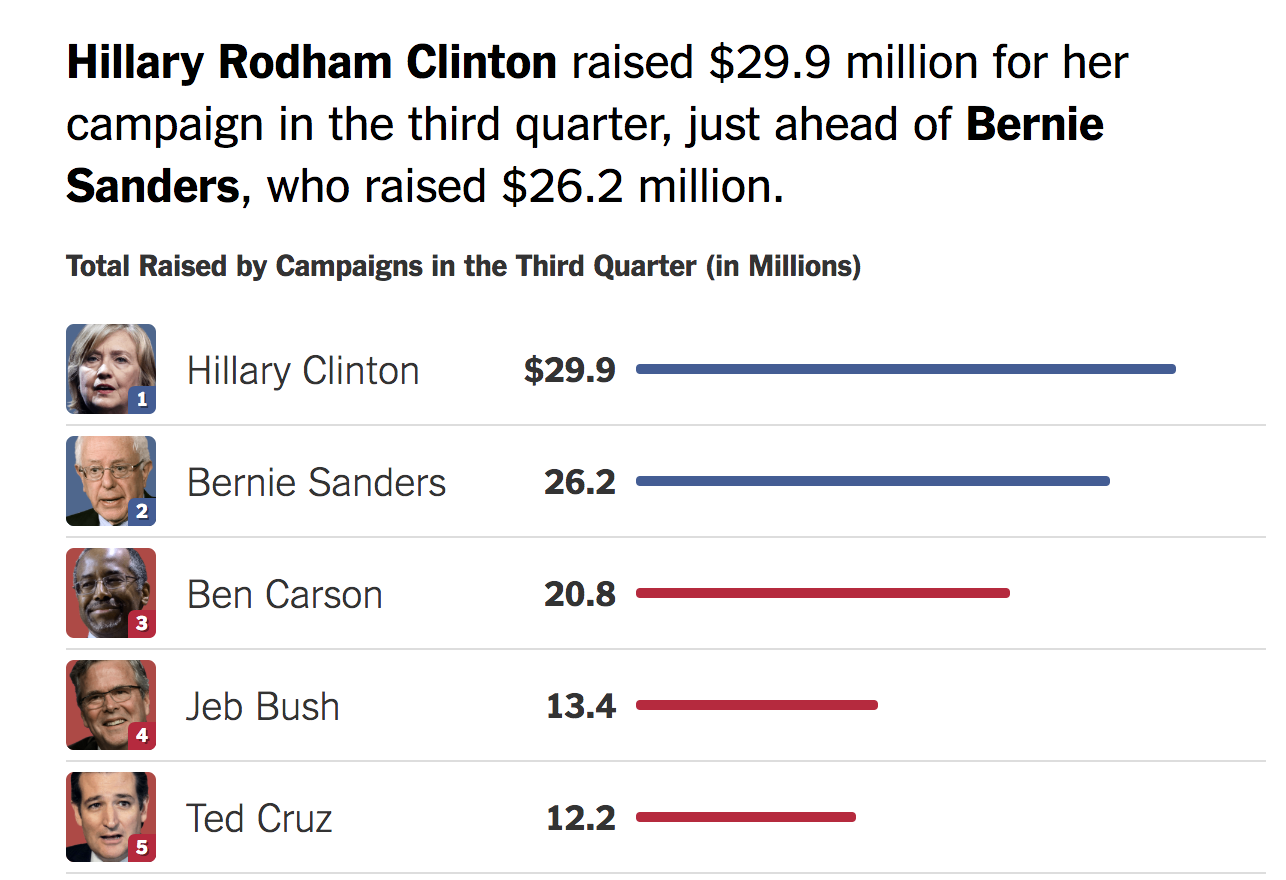 Hillary Rodham Clinton raised $29.9 million for her
campaign in the third quarter, just ahead of Bernie
Sanders, who raised $26.2 million.
Total Raised by Campaigns in the Third Quarter (in Millions)
1 Hillary Clinton $29.9
2 Bernie Sanders 26.2
3 Ben Carson 20.8
4 Jeb Bush 13.4
5 Ted Cruz 12.2